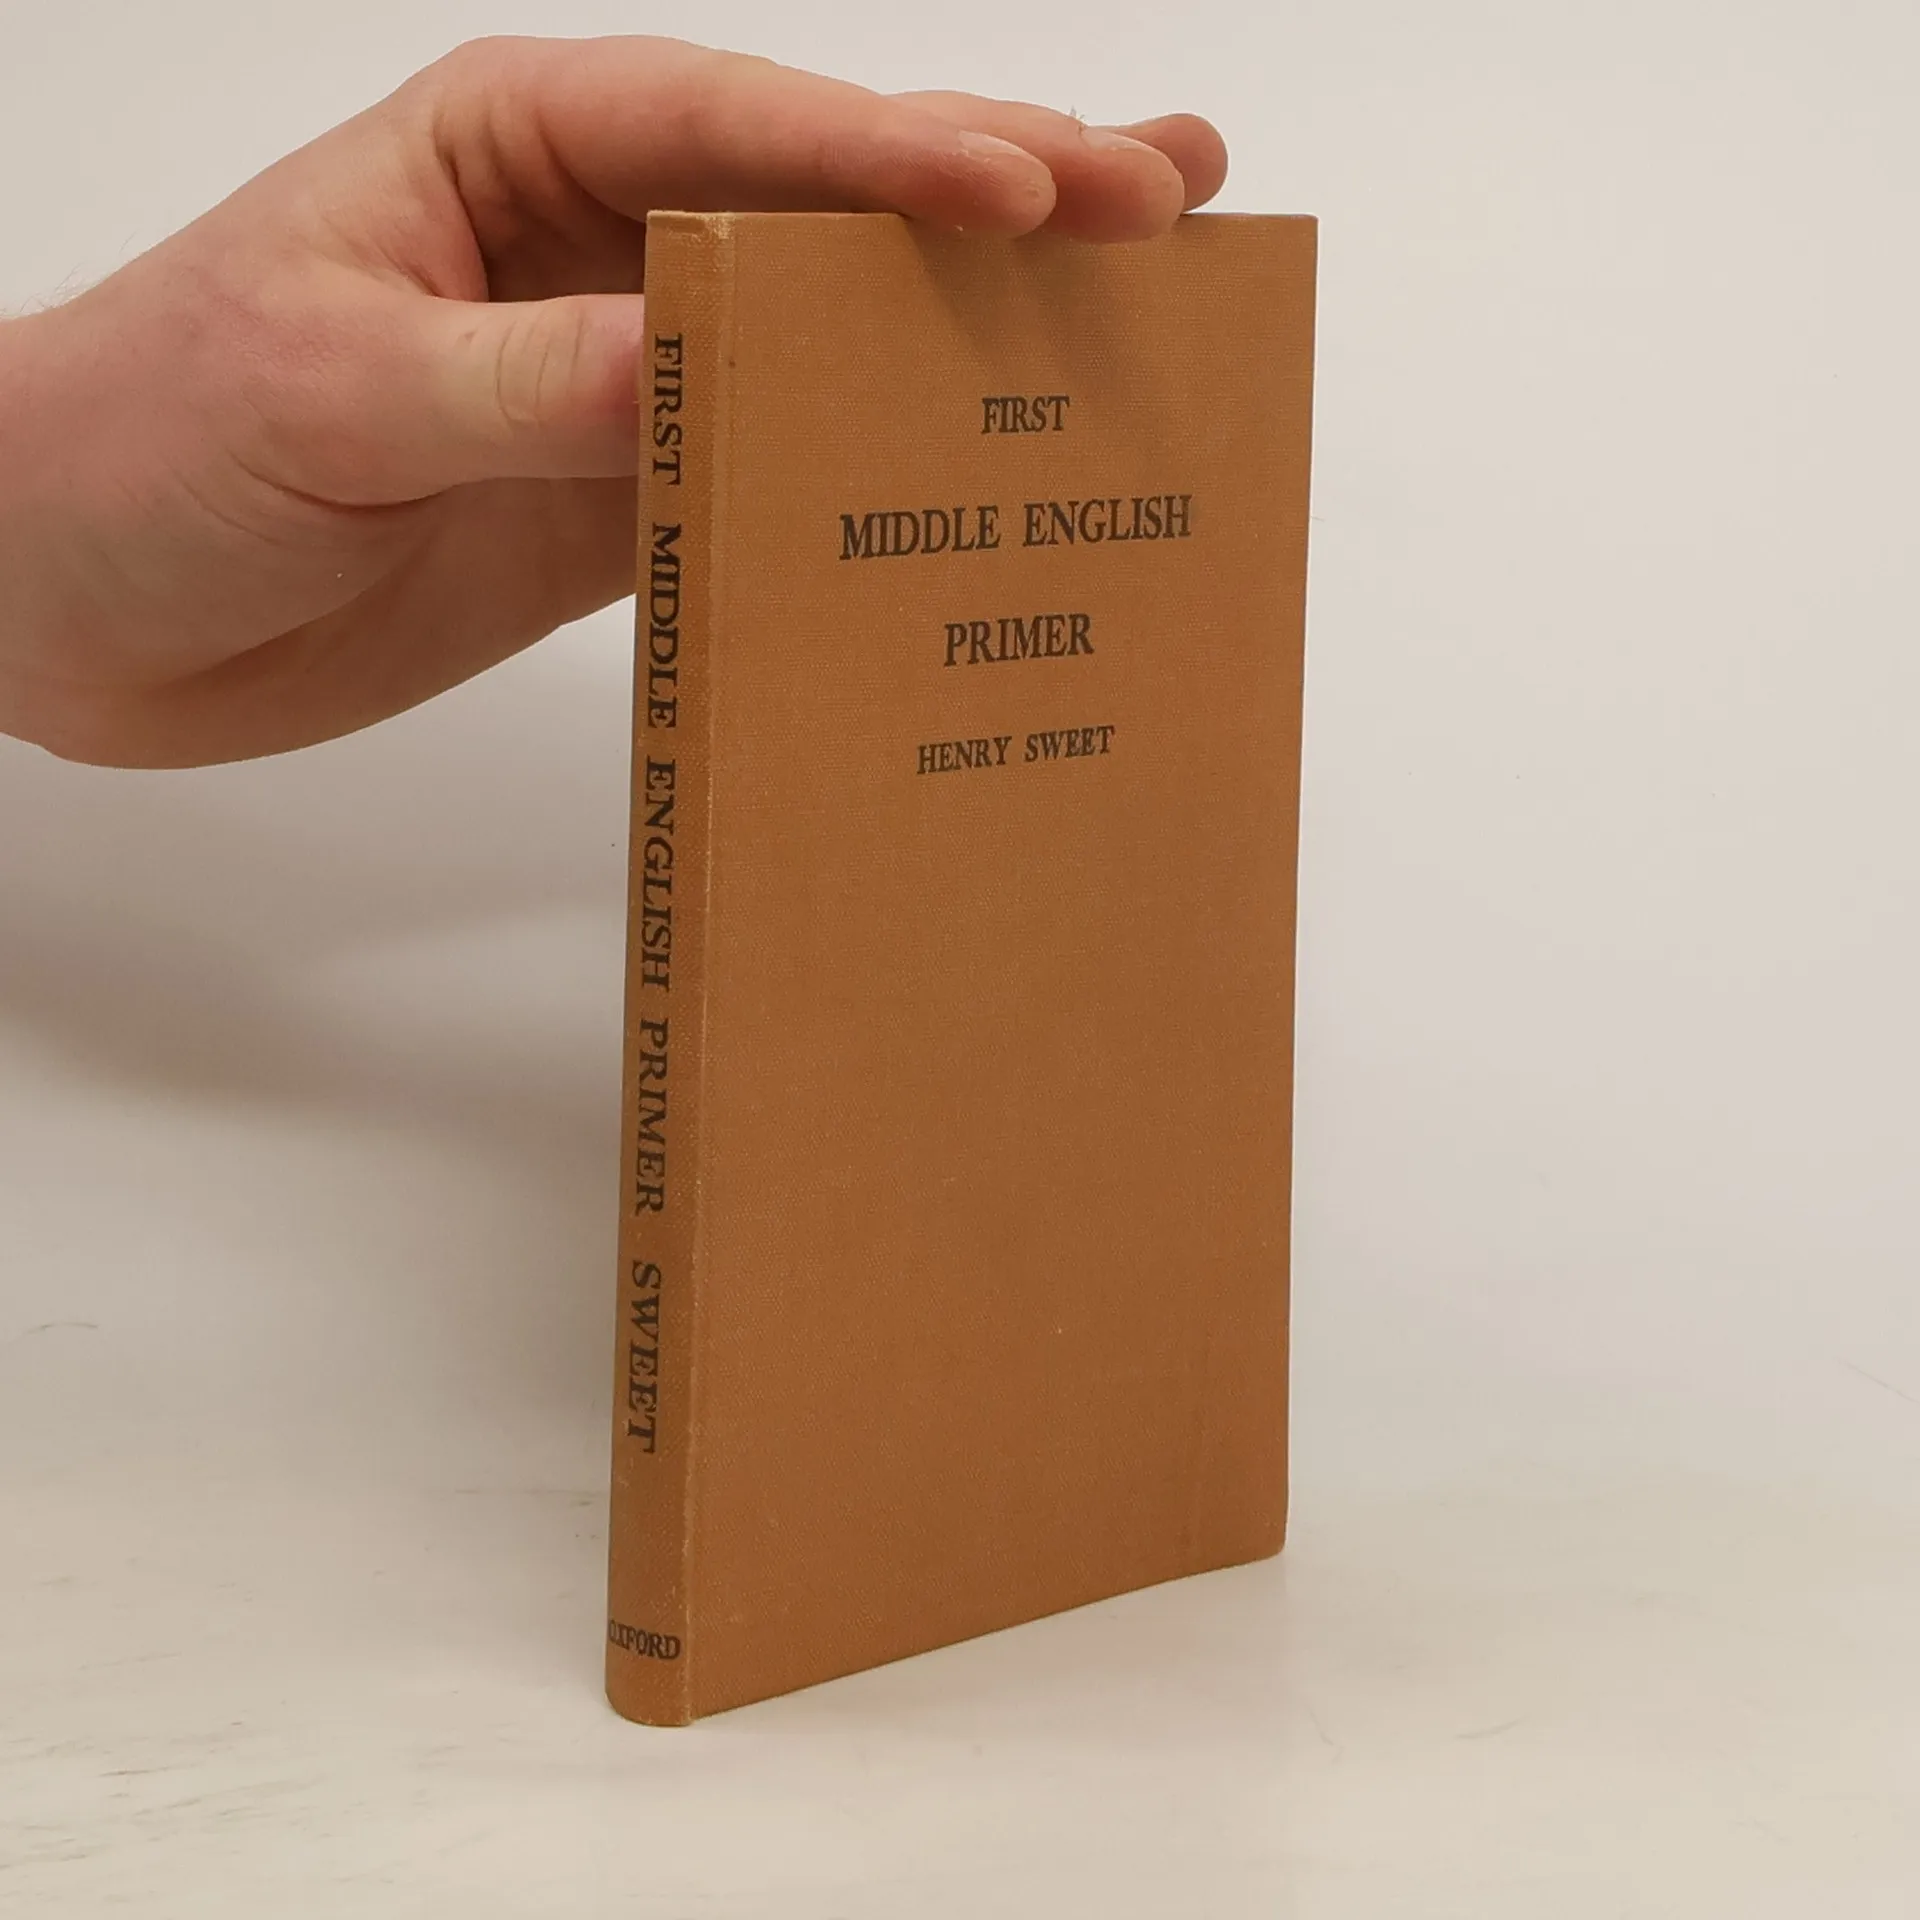 FIRST MIDDLE ENGLISH PRIMER SWEET
OXFORD
FIRST
MIDDLE ENGLISH
PRIMER
HENRY SWEET